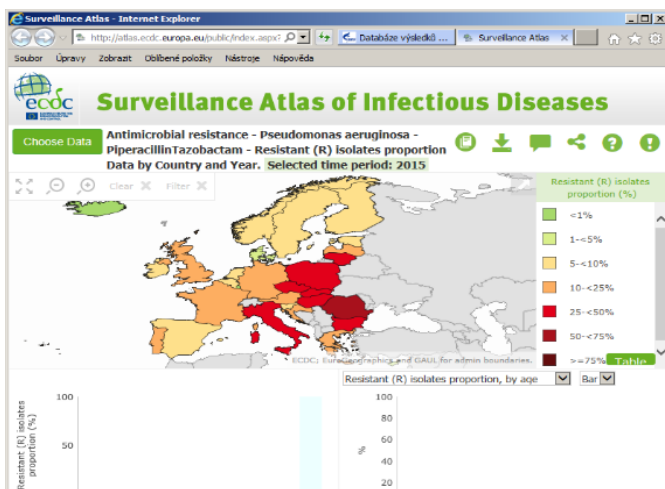 Surveillance Atlas - Internet Explorer
http://atlas.ecdc.europa.eu/public/index.aspx?
Databáze výsledků ...
Surveillance Atlas
Soubor Úpravy Zobrazit Oblíbené položky Nástroje Nápověda
ecdc
Surveillance Atlas of Infectious Diseases
Choose Data
Antimicrobial resistance - Pseudomonas aeruginosa -
PiperacillinTazobactam - Resistant (R) isolates proportion
Data by Country and Year. Selected time period: 2015
Clear Filter
Resistant (R) isolates
proportion (%)
<1%
1-<5%
5-<10%
10-<25%
25-<50%
50-<75%
>=75%
Table
ECDC; EuroGeographics and GAUL for admin boundaries.
Resistant (R) isolates proportion, by age
Bar
Resistant (R) isolates
proportion (%)
100
50
%
100
80
60
40
20